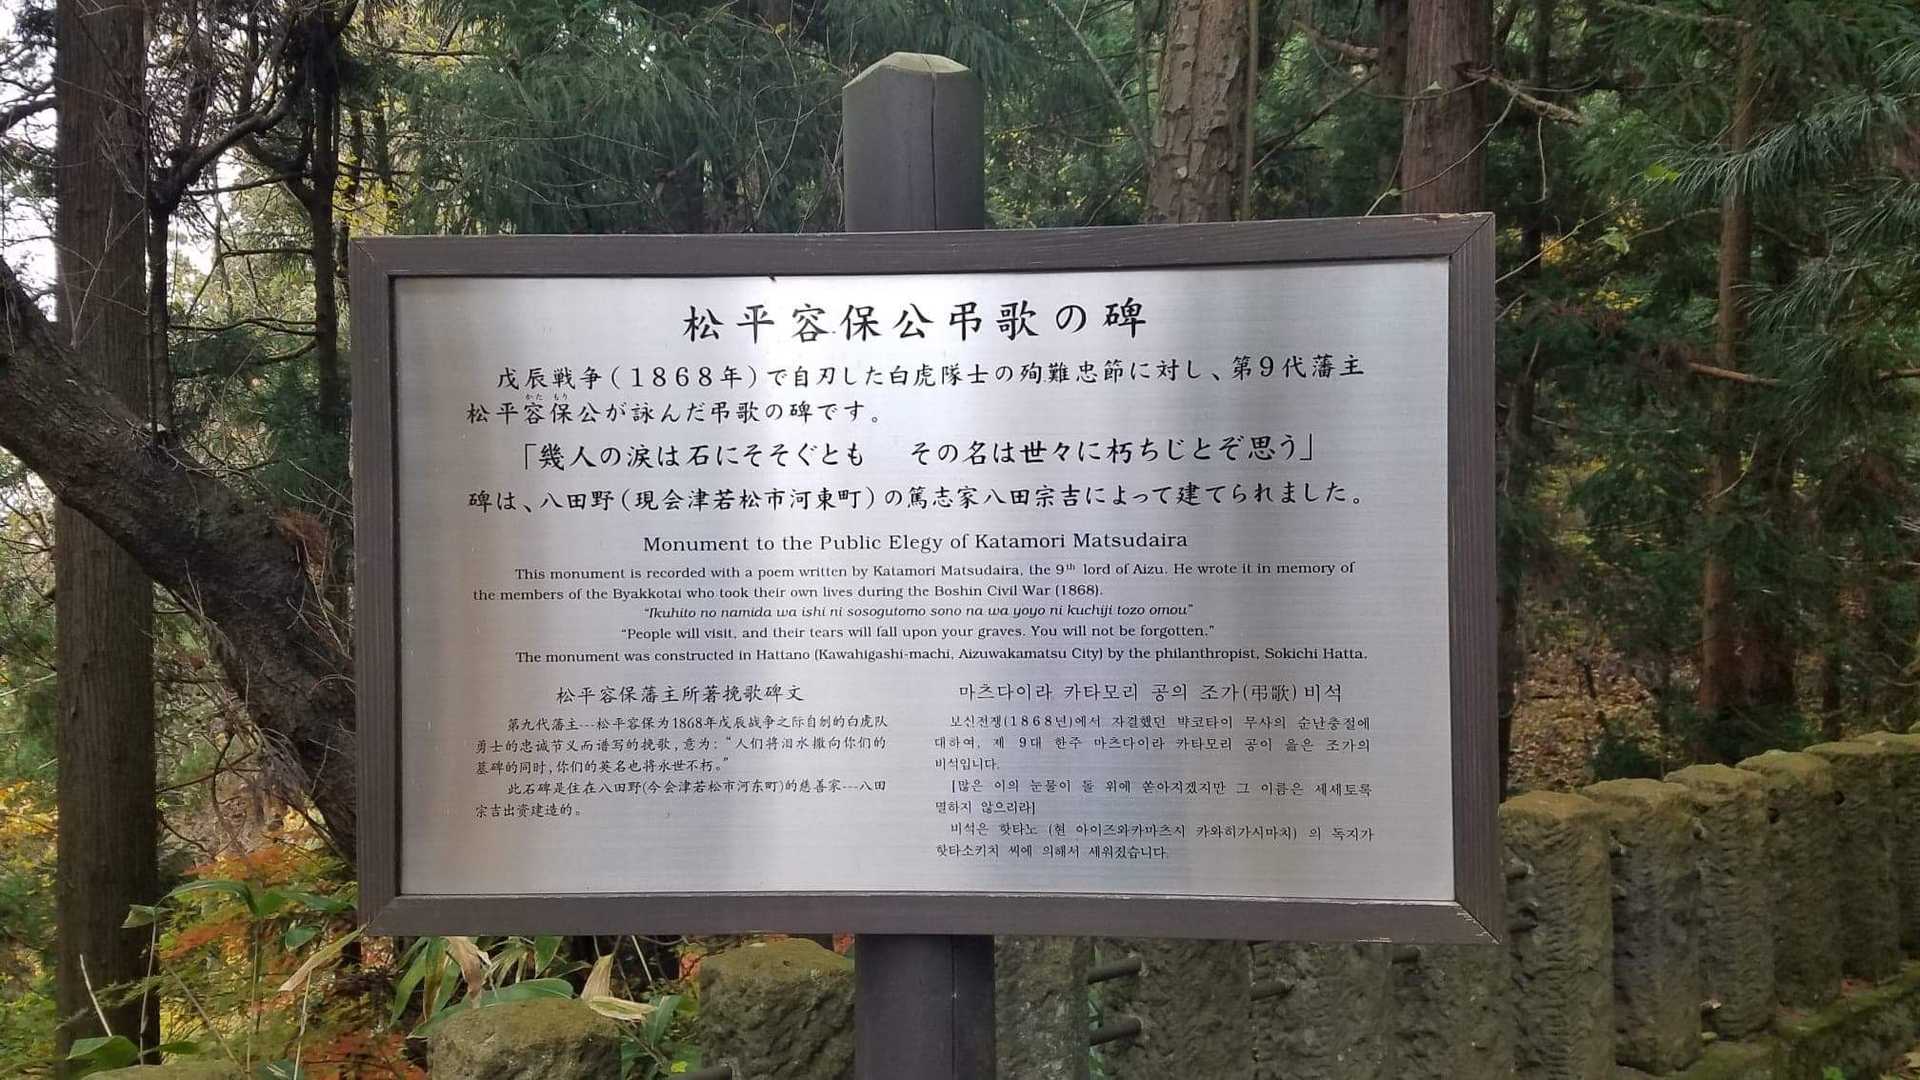 松平容保公弔歌の碑
戊辰戦争(1868年)で自刃した白虎隊士の殉難忠節に対し、第9代藩主
かた もり
松平容保公が詠んだ弔歌の碑です。
「幾人の涙は石にそそぐとも その名は世々に朽ちじとぞ思う」
碑は、八田野(現会津若松市河東町)の篤志家八田宗吉によって建てられました。
Monument to the Public Elegy of Katamori Matsudaira
This monument is recorded with a poem written by Katamori Matsudaira, the 9th lord of Aizu. He wrote it in memory of
the members of the Byakkotai who took their own lives during the Boshin Civil War (1868).
"Ikuhito no namida wa ishi ni sosogutomo sono na wa yoyo ni kuchiji tozo omou"
"People will visit, and their tears will fall upon your graves. You will not be forgotten."
The monument was constructed in Hattano (Kawahigashi-machi, Aizuwakamatsu City) by the philanthropist, Sokichi Hatta.
松平容保藩主所著挽歌碑文
第九代藩主---松平容保为1868年戊辰战争之际自刎的白虎队
勇士的忠诚节义而谱写的挽歌,意为:“人们将泪水撒向你们的
墓碑的同时,你们的英名也将永世不朽。”
此石碑是住在八田野(今会津若松市河东町)的慈善家---八田
宗吉出资建造的。
마츠다이라 카타모리 공의 조가(弔歌)비석
보신전쟁(1868년)에서 자결했던 박코타이 무사의 순난충절에
대하여, 제 9대 한주 마츠다이라 카타모리 공이 읊은 조가의
비석입니다.
[많은 이의 눈물이 돌 위에 쏟아지겠지만 그 이름은 세세토록
멸하지 않으리라]
비석은 핫타노 (현 아이즈와카마츠시 카와히가시마치) 의 독지가
핫타소키치 씨에 의해서 세워졌습니다.